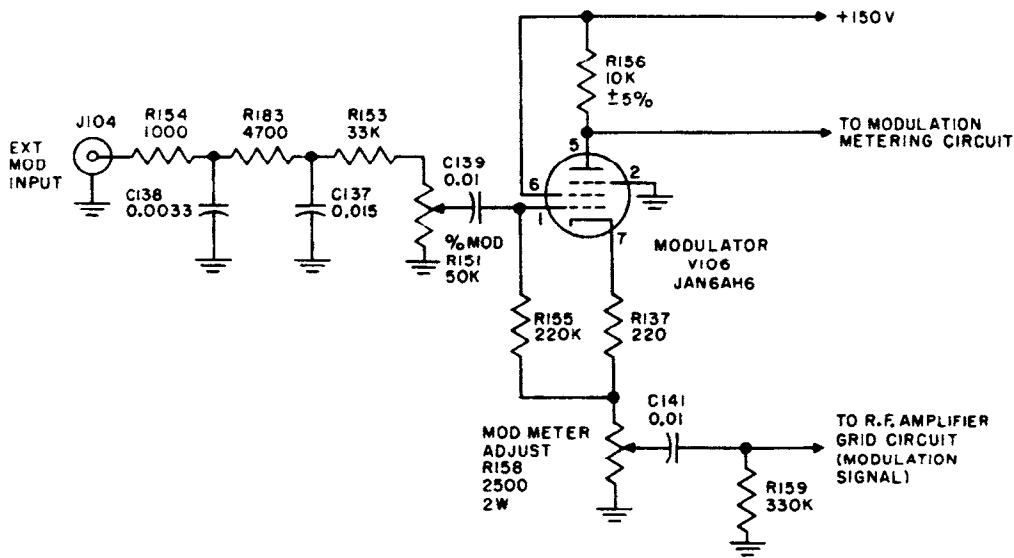 +150V
R156
10K
±5%
TO MODULATION
METERING CIRCUIT
J104
EXT
MOD
INPUT
R154
1000
R183
4700
R153
33K
C138
0.0033
C137
0.015
C139
0.01
% MOD
R151
50K
5
2
6
1
7
MODULATOR
V106
JAN6AH6
R155
220K
R137
220
MOD METER
ADJUST
R158
2500
2W
C141
0.01
R159
330K
TO R.F. AMPLIFIER
GRID CIRCUIT
(MODULATION
SIGNAL)